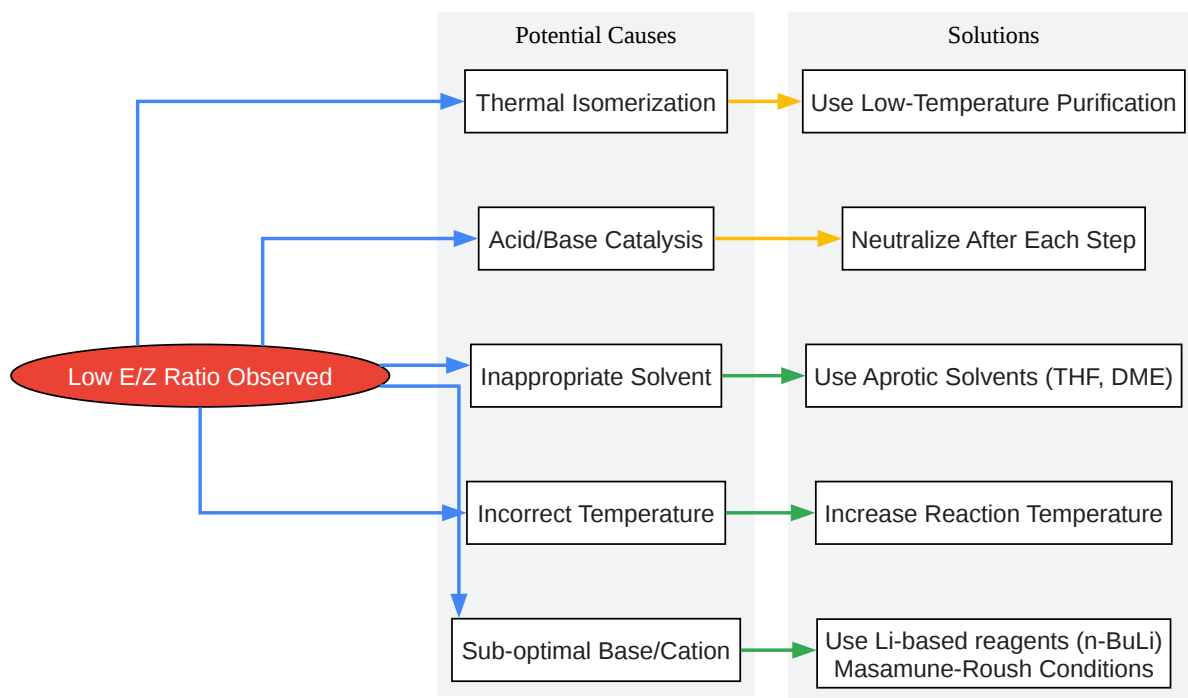 Potential Causes
Solutions
Thermal Isomerization
Use Low-Temperature Purification
Acid/Base Catalysis
Neutralize After Each Step
Low E/Z Ratio Observed
Inappropriate Solvent
Use Aprotic Solvents (THF, DME)
Incorrect Temperature
Increase Reaction Temperature
Sub-optimal Base/Cation
Use Li-based reagents (n-BuLi)
Masamune-Roush Conditions